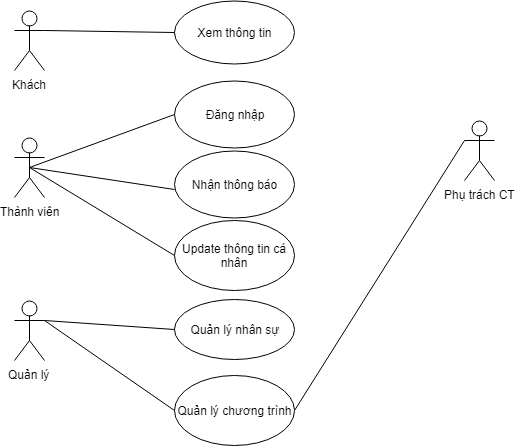 Xem thông tin
Khách
Đăng nhập
Thành viên
Nhận thông báo
Phụ trách CT
Update thông tin cá
nhân
Quản lý
Quản lý nhân sự
Quản lý chương trình